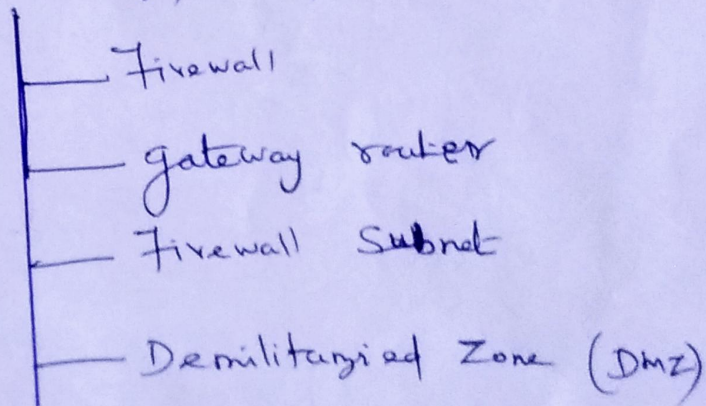 Firewall
gateway router
Firewall Subnet
Demilitarized Zone (DMZ)